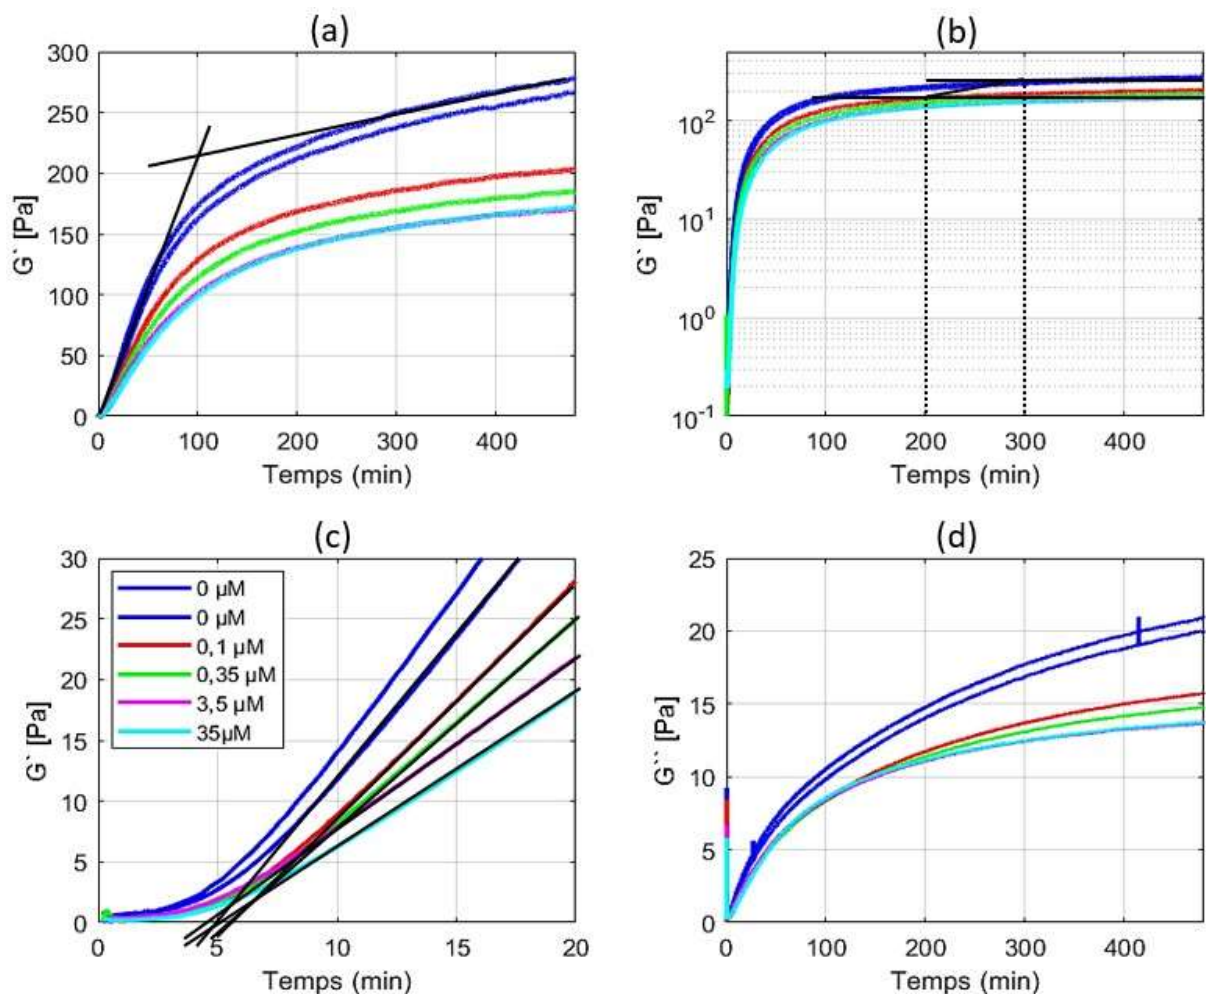 (a)
300
250
200
150
100
50
0
G` [Pa]
0 100 200 300 400
Temps (min)
(b)
10^2
10^1
10^0
10^-1
G` [Pa]
0 100 200 300 400
Temps (min)
(c)
30
25
20
15
10
5
0
G` [Pa]
0 µM
0 µM
0,1 µM
0,35 µM
3,5 µM
35µM
0 5 10 15 20
Temps (min)
(d)
25
20
15
10
5
0
G`` [Pa]
0 100 200 300 400
Temps (min)